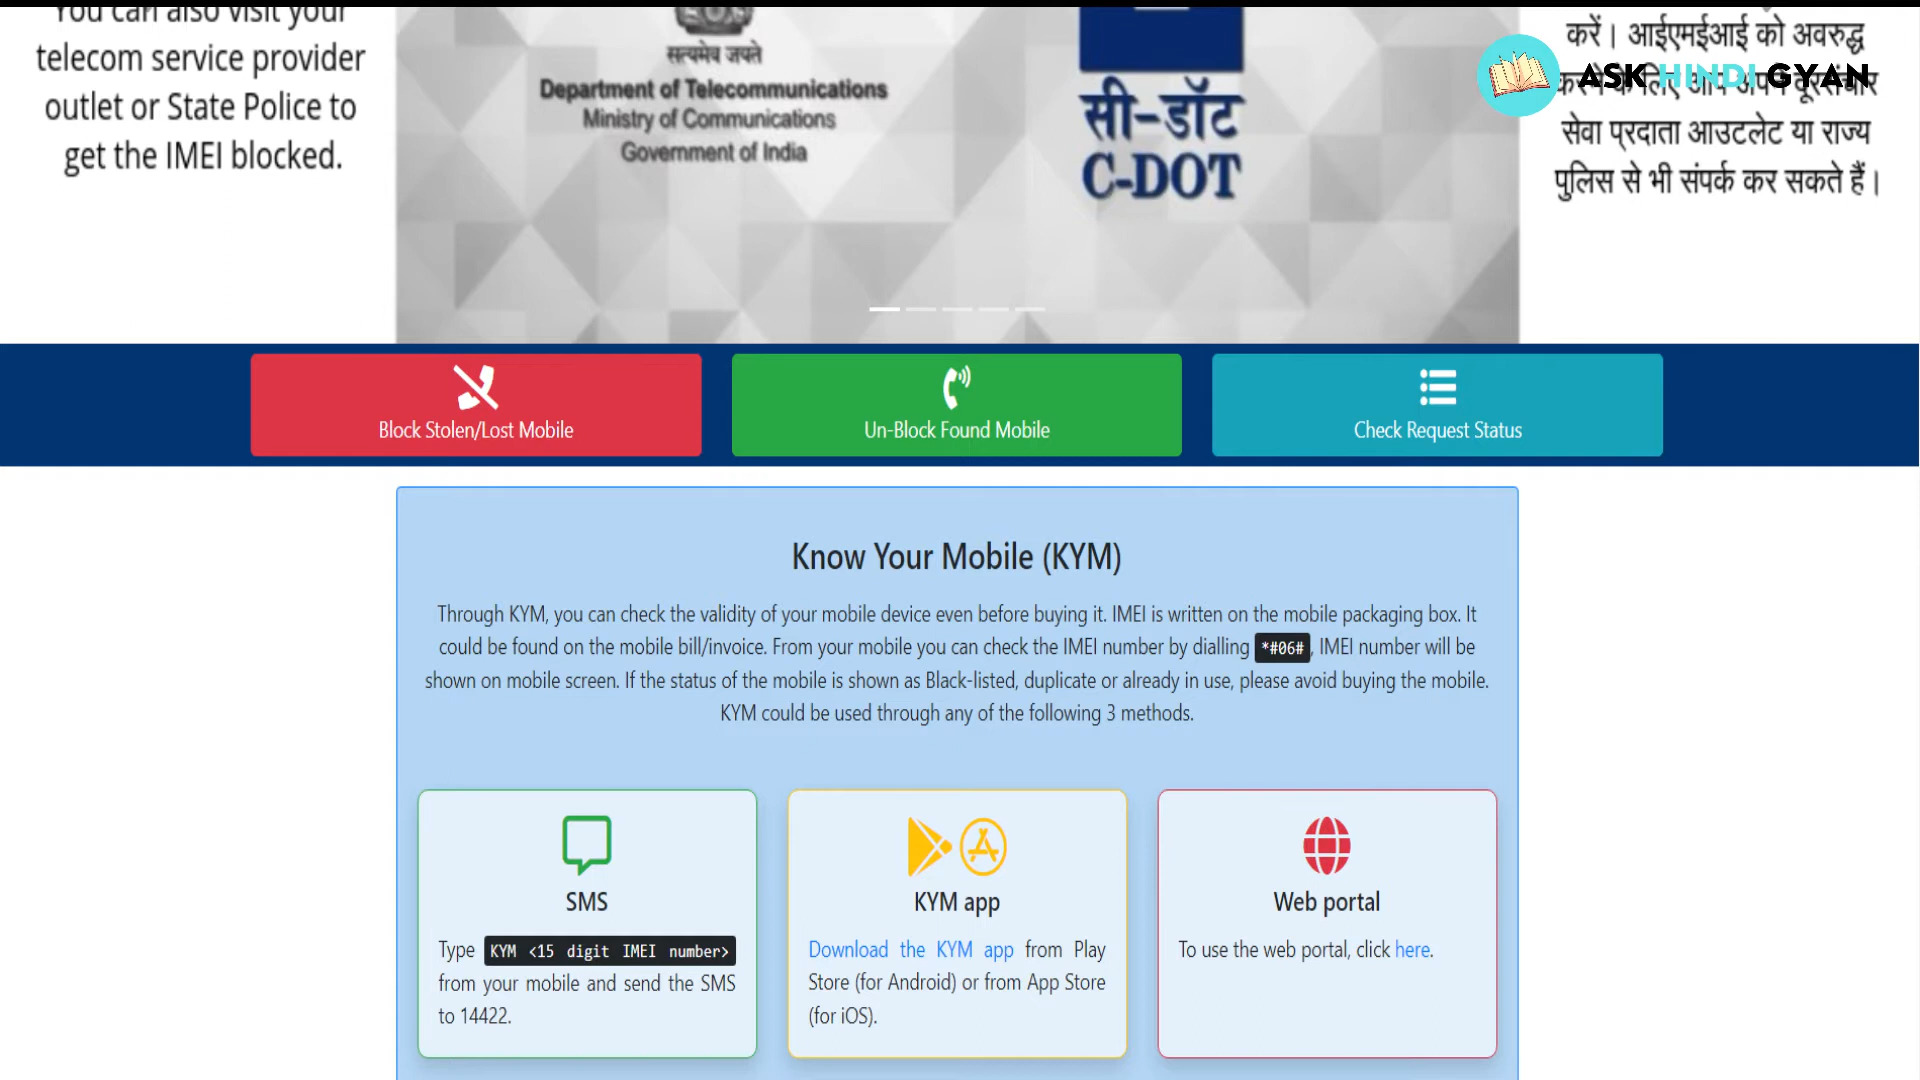 You can also visit your
telecom service provider
outlet or State Police to
get the IMEI blocked.
सत्यमेव जयते
Department of Telecommunications
Ministry of Communications
Government of India
सी-डॉट
C-DOT
करें। आईएमईआई को अवरुद्ध
करने के लिए आप अपने दूरसंचार
सेवा प्रदाता आउटलेट या राज्य
पुलिस से भी संपर्क कर सकते हैं।
ASK HINDI GYAN
Block Stolen/Lost Mobile
Un-Block Found Mobile
Check Request Status
Know Your Mobile (KYM)
Through KYM, you can check the validity of your mobile device even before buying it. IMEI is written on the mobile packaging box. It
could be found on the mobile bill/invoice. From your mobile you can check the IMEI number by dialling *#06#, IMEI number will be
shown on mobile screen. If the status of the mobile is shown as Black-listed, duplicate or already in use, please avoid buying the mobile.
KYM could be used through any of the following 3 methods.
SMS
Type KYM <15 digit IMEI number>
from your mobile and send the SMS
to 14422.
KYM app
Download the KYM app from Play
Store (for Android) or from App Store
(for iOS).
Web portal
To use the web portal, click here.